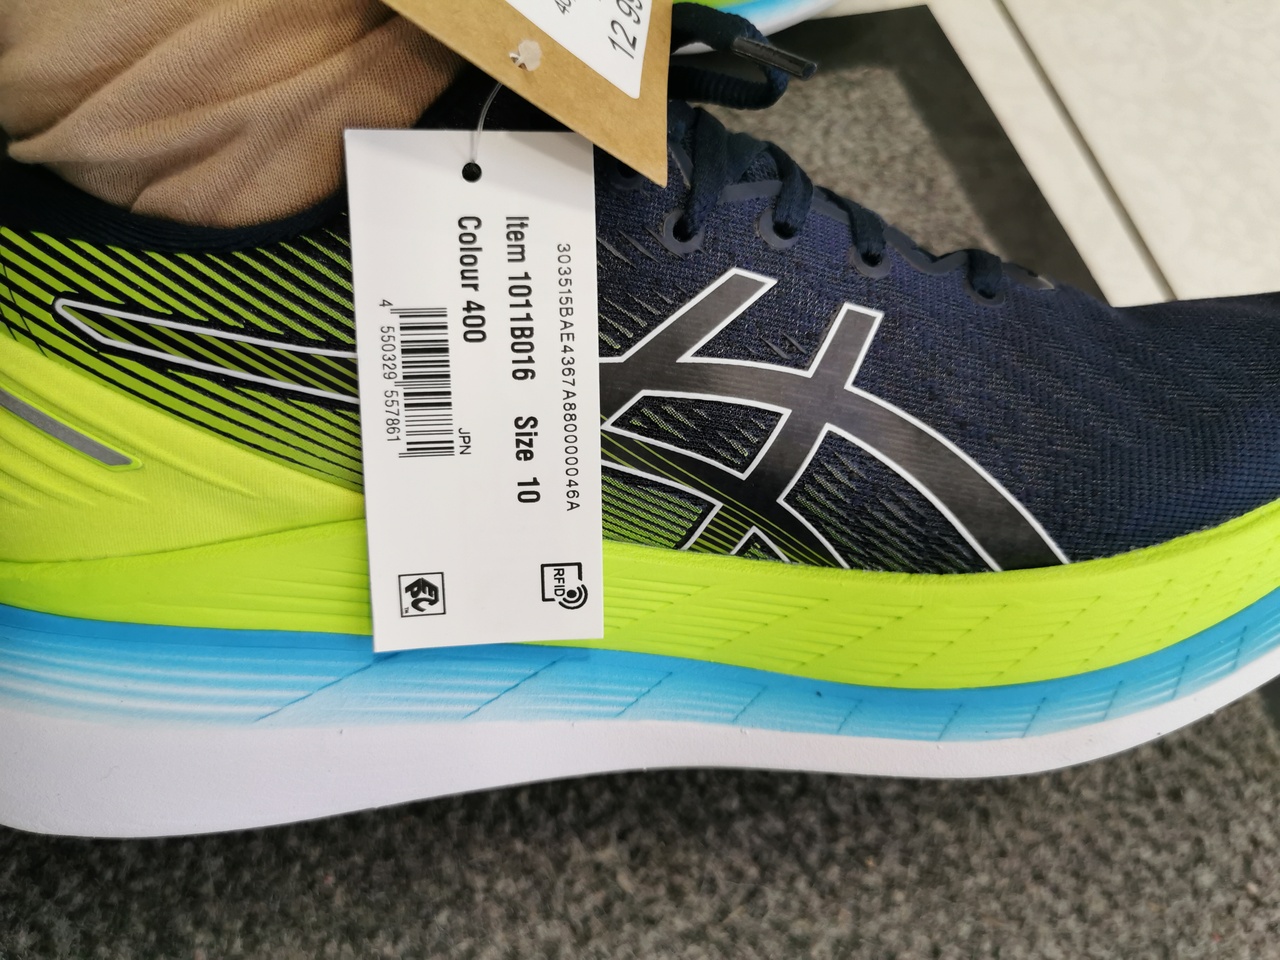 303515BAE4367A880000046A
Item 1011B016 Size 10
Colour 400
JPN
4 550329 557861
RFID